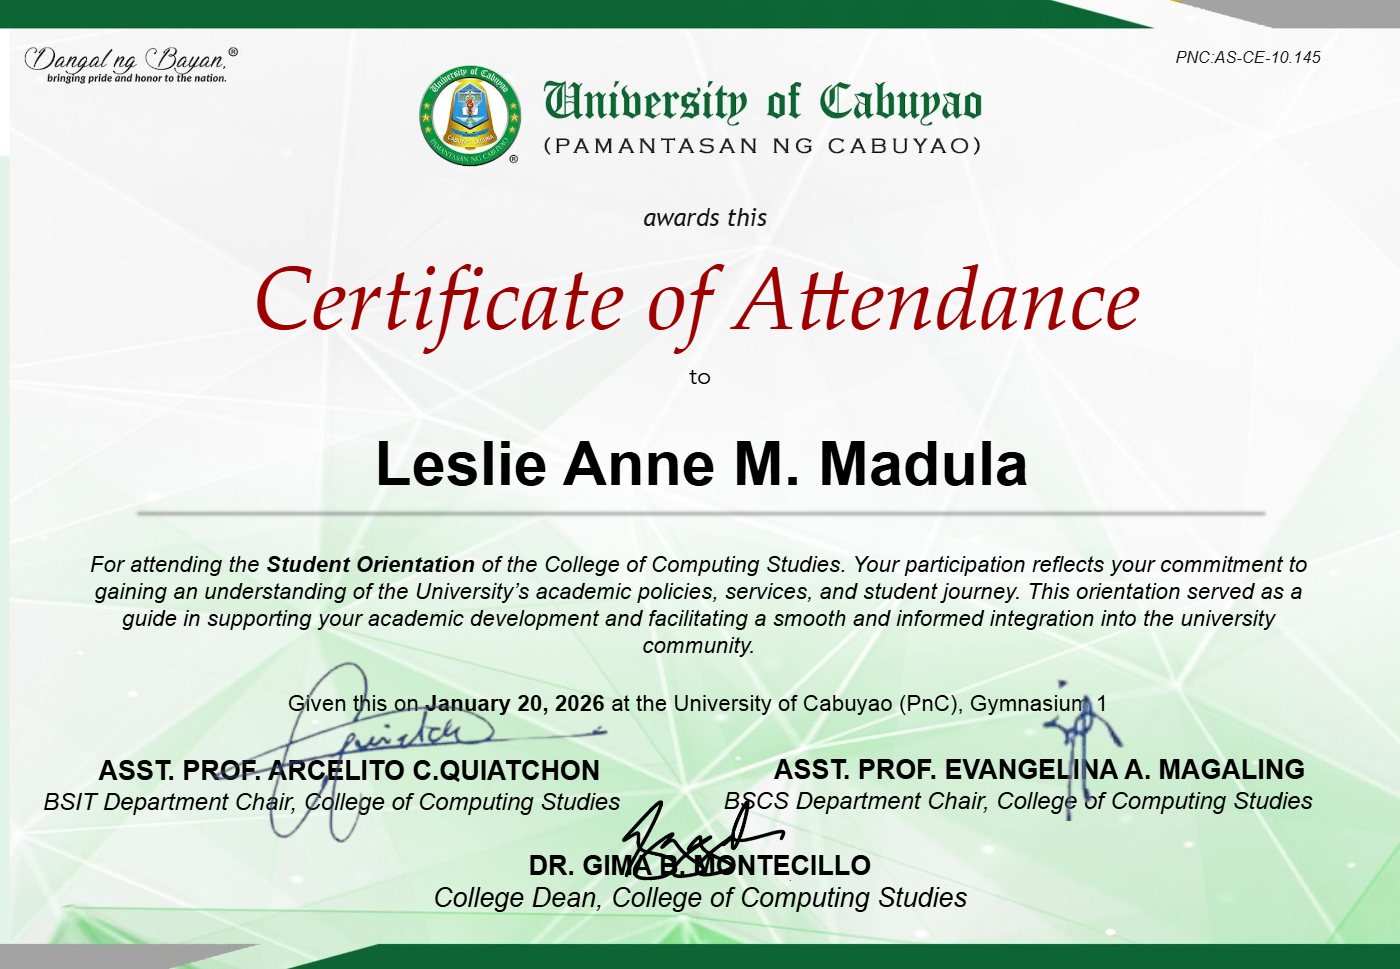 Dangal ng Bayan,®
bringing pride and honor to the nation.
PNC:AS-CE-10.145
University of Cabuyao
PAMANTASAN NG CABUYAO
®
University of Cabuyao
(PAMANTASAN NG CABUYAO)
awards this
Certificate of Attendance
to
Leslie Anne M. Madula
For attending the Student Orientation of the College of Computing Studies. Your participation reflects your commitment to
gaining an understanding of the University's academic policies, services, and student journey. This orientation served as a
guide in supporting your academic development and facilitating a smooth and informed integration into the university
community.
Given this on January 20, 2026 at the University of Cabuyao (PnC), Gymnasium 1
ASST. PROF. ARCELITO C.QUIATCHON
BSIT Department Chair, College of Computing Studies
ASST. PROF. EVANGELINA A. MAGALING
BSCS Department Chair, College of Computing Studies
DR. GIMA B. MONTECILLO
College Dean, College of Computing Studies